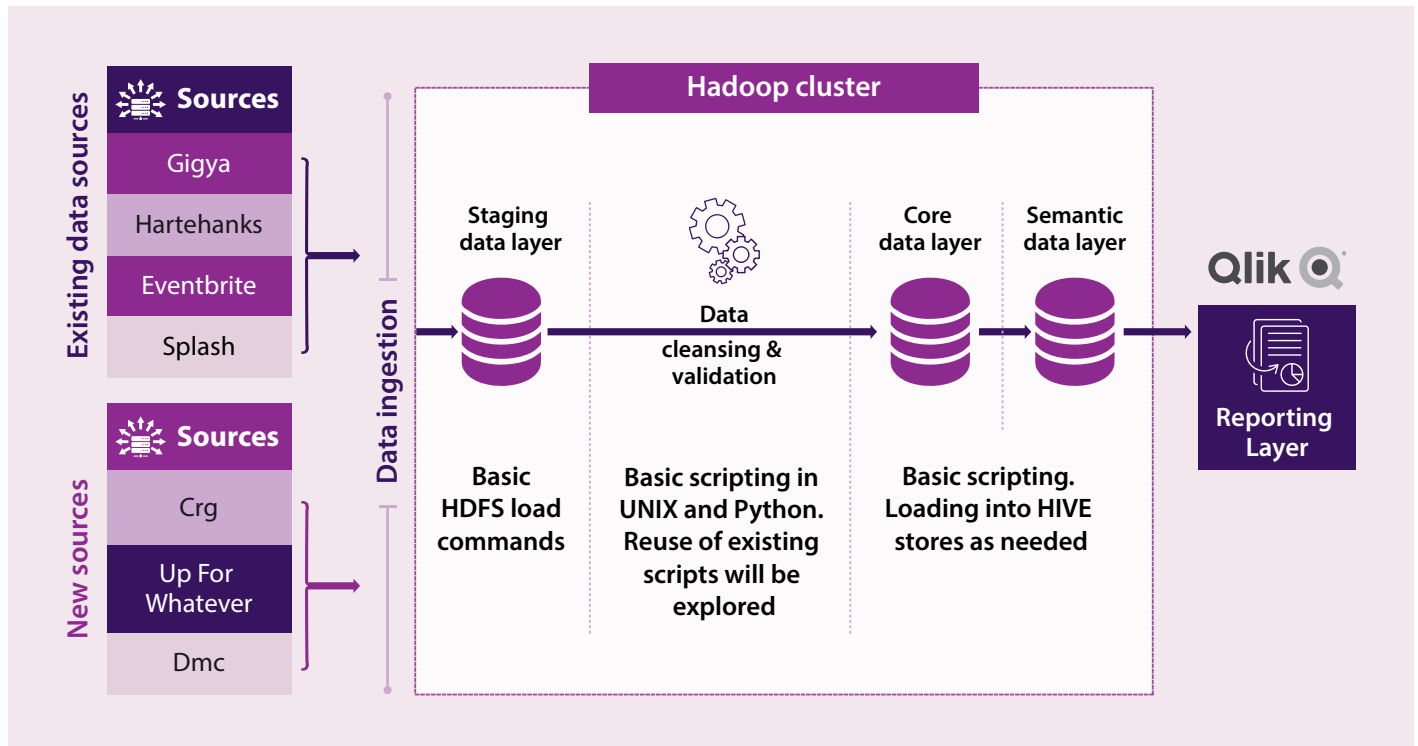 Existing data sources
Sources
Gigya
Hartehanks
Eventbrite
Splash
New sources
Sources
Crg
Up For
Whatever
Dmc
Data ingestion
Hadoop cluster
Staging
data layer
Data
cleansing &
validation
Core
data layer
Semantic
data layer
Basic
HDFS load
commands
Basic scripting in
UNIX and Python.
Reuse of existing
scripts will be
explored
Basic scripting.
Loading into HIVE
stores as needed
Qlik
Reporting
Layer